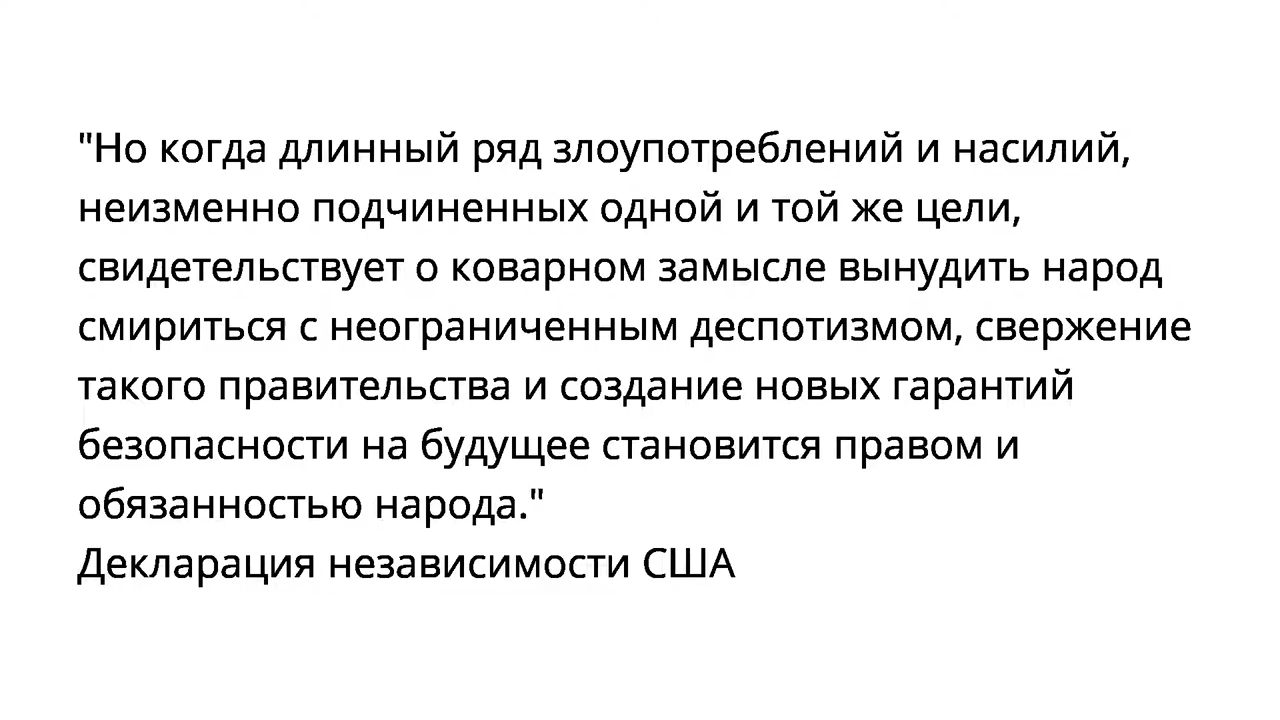 "Но когда длинный ряд злоупотреблений и насилий,
неизменно подчиненных одной и той же цели,
свидетельствует о коварном замысле вынудить народ
смириться с неограниченным деспотизмом, свержение
такого правительства и создание новых гарантий
безопасности на будущее становится правом и
обязанностью народа."
Декларация независимости США